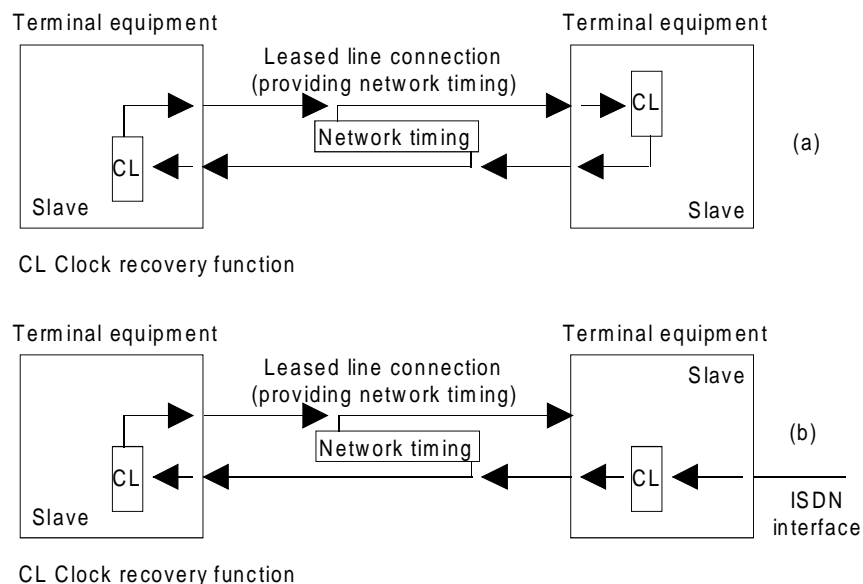 Terminal equipment
Terminal equipment
Leased line connection
(providing network timing)
CL
Network timing
(a)
CL
Slave
Slave
CL Clock recovery function
Terminal equipment
Terminal equipment
Leased line connection
(providing network timing)
Slave
Network timing
(b)
CL
CL
Slave
ISDN
interface
CL Clock recovery function